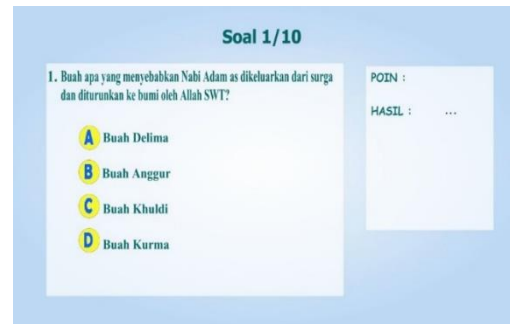 Soal 1/10
1. Buah apa yang menyebabkan Nabi Adam as dikeluarkan dari surga
dan diturunkan ke bumi oleh Allah SWT?
A Buah Delima
B Buah Anggur
C Buah Khuldi
D Buah Kurma
POIN :
HASIL : ...